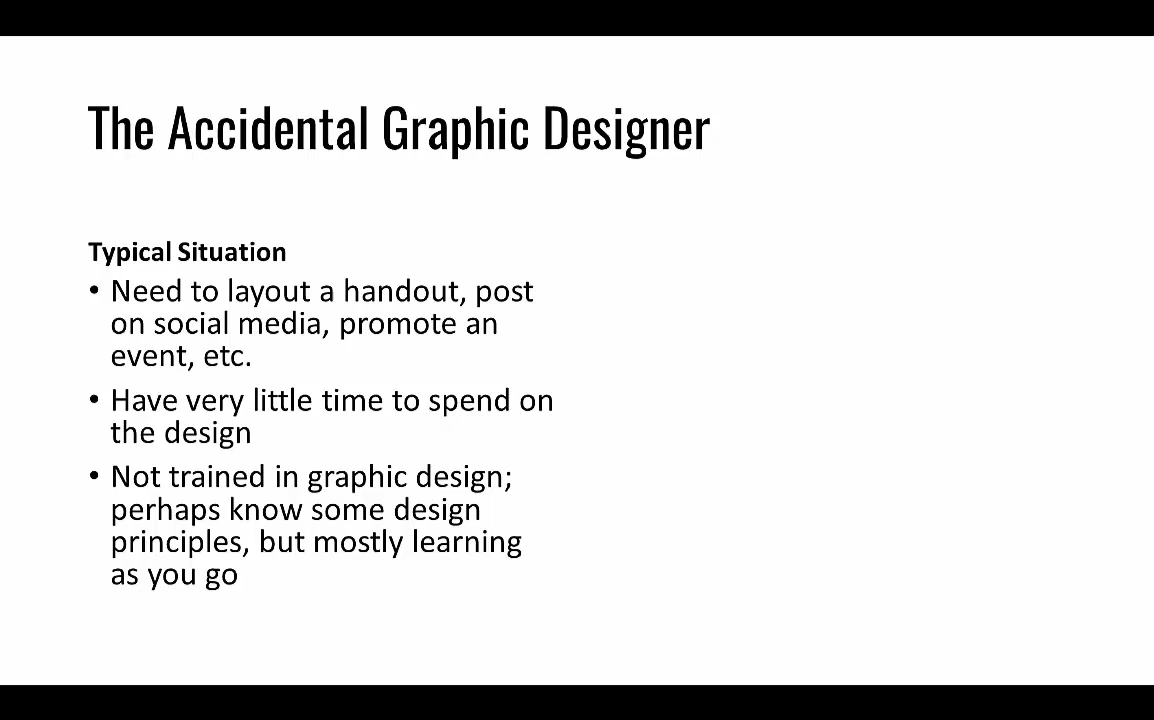 The Accidental Graphic Designer
Typical Situation
• Need to layout a handout, post
on social media, promote an
event, etc.
• Have very little time to spend on
the design
• Not trained in graphic design;
perhaps know some design
principles, but mostly learning
as you go